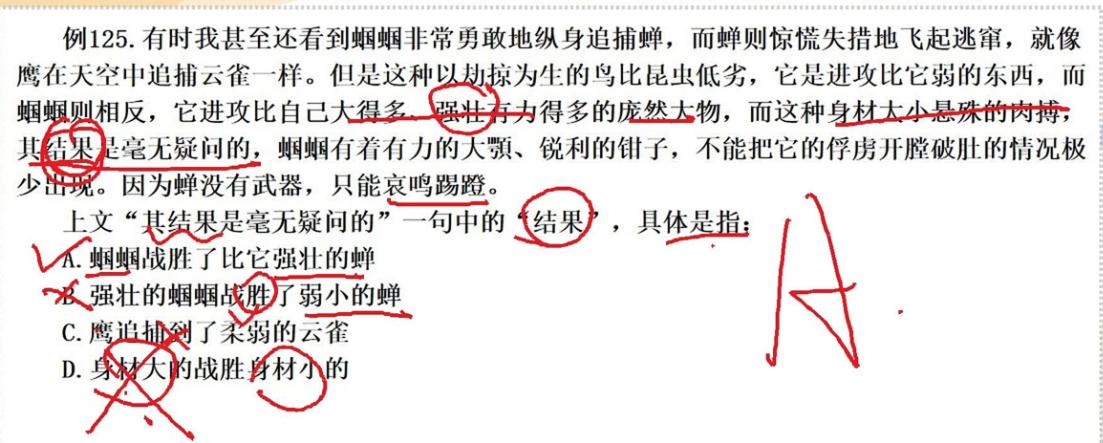 例125.有时我甚至还看到蝈蝈非常勇敢地纵身追捕蝉，而蝉则惊慌失措地飞起逃窜，就像
鹰在天空中追捕云雀一样。但是这种以劫掠为生的鸟比昆虫低劣，它是进攻比它弱的东西，而
蝈蝈则相反，它进攻比自己大得多、强壮有力得多的庞然大物，而这种身材大小悬殊的肉搏，
其结果是毫无疑问的，蝈蝈有着有力的大颚、锐利的钳子，不能把它的俘虏开膛破肚的情况极
少出现。因为蝉没有武器，只能哀鸣踢蹬。
上文“其结果是毫无疑问的”一句中的“结果”，具体是指：
A.蝈蝈战胜了比它强壮的蝉
B.强壮的蝈蝈战胜了弱小的蝉
C.鹰追捕到了柔弱的云雀
D.身材大的战胜身材小的
A